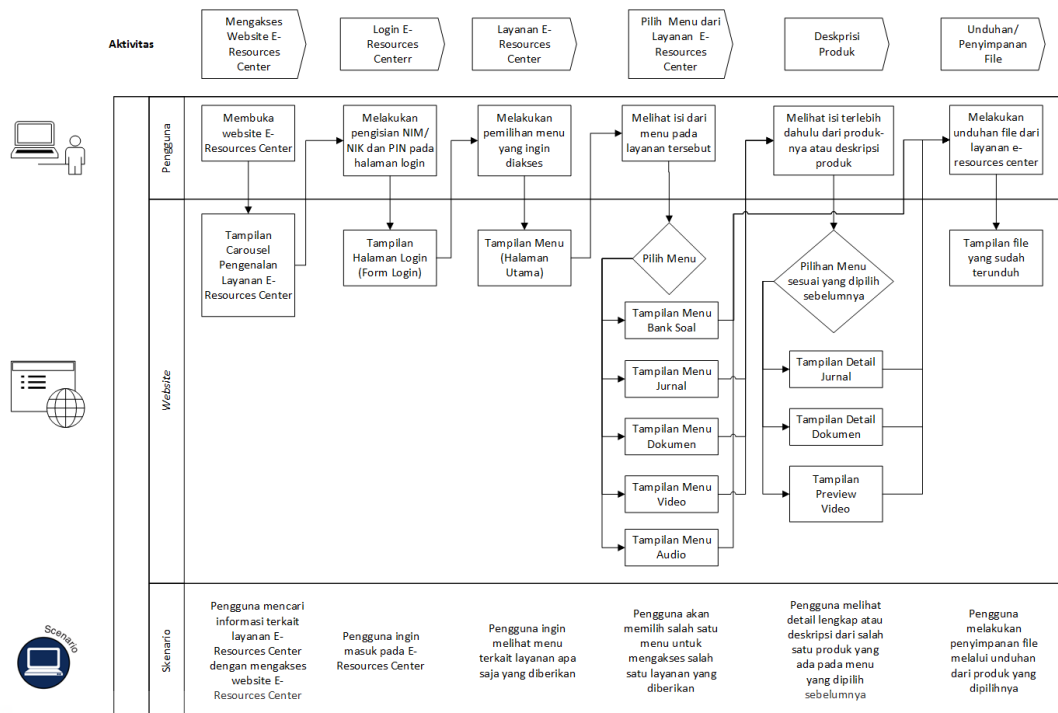 Aktivitas
Mengakses
Website E-
Resources
Center
Login E-
Resources
Centerr
Layanan E-
Resources
Center
Pilih Menu dari
Layanan E-
Resources
Center
Deskprisi
Produk
Unduhan/
Penyimpanan
File
Pengguna
Membuka
website E-
Resources Center
Melakukan
pengisian NIM/
NIK dan PIN pada
halaman login
Melakukan
pemilihan menu
yang ingin
diakses
Melihat isi dari
menu pada
layanan tersebut
Melihat isi terlebih
dahulu dari produk-
nya atau deskripsi
produk
Melakukan
unduhan file dari
layanan e-
resources center
Website
Tampilan
Carousel
Pengenalan
Layanan E-
Resources Center
Tampilan
Halaman Login
(Form Login)
Tampilan Menu
(Halaman
Utama)
Pilih Menu
Tampilan Menu
Bank Soal
Tampilan Menu
Jurnal
Tampilan Menu
Dokumen
Tampilan Menu
Video
Tampilan Menu
Audio
Pilihan Menu
sesuai yang dipilih
sebelumnya
Tampilan Detail
Jurnal
Tampilan Detail
Dokumen
Tampilan
Preview
Video
Tampilan file
yang sudah
terunduh
Scenario
Skenario
Pengguna mencari
informasi terkait
layanan E-
Resources Center
dengan mengakses
website E-
Resources Center
Pengguna ingin
masuk pada E-
Resources Center
Pengguna ingin
melihat menu
terkait layanan apa
saja yang diberikan
Pengguna akan
memilih salah satu
menu untuk
mengakses salah
satu layanan yang
diberikan
Pengguna melihat
detail lengkap atau
deskripsi dari salah
satu produk yang
ada pada menu
yang dipilih
sebelumnya
Pengguna
melakukan
penyimpanan file
melalui unduhan
dari produk yang
dipilihnya